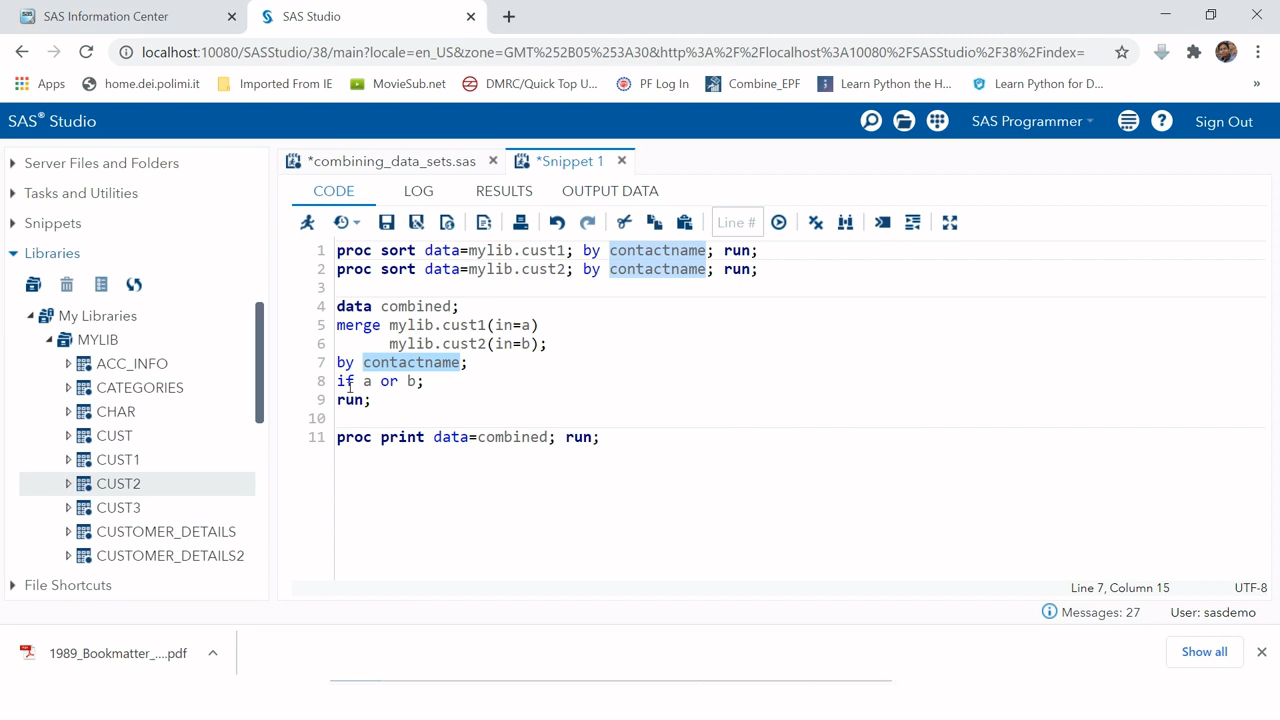 SAS Information Center
SAS Studio
localhost:10080/SASStudio/38/main?locale=en_US&zone=GMT%252B05%253A30&http%3A%2F%2Flocalhost%3A10080%2FSASStudio%2F38%2Findex=
Apps home.dei.polimi.it Imported From IE MovieSub.net DMRC/Quick Top U... PF Log In Combine_EPF Learn Python the H... Learn Python for D... »
SAS® Studio
SAS Programmer
Sign Out
Server Files and Folders
Tasks and Utilities
Snippets
Libraries
My Libraries
MYLIB
ACC_INFO
CATEGORIES
CHAR
CUST
CUST1
CUST2
CUST3
CUSTOMER_DETAILS
CUSTOMER_DETAILS2
File Shortcuts
*combining_data_sets.sas
*Snippet 1
CODE LOG RESULTS OUTPUT DATA
Line #
1 proc sort data=mylib.cust1; by contactname; run;
2 proc sort data=mylib.cust2; by contactname; run;
3
4 data combined;
5 merge mylib.cust1(in=a)
6 mylib.cust2(in=b);
7 by contactname;
8 if a or b;
9 run;
10
11 proc print data=combined; run;
Line 7, Column 15 UTF-8
Messages: 27 User: sasdemo
1989_Bookmatter_....pdf
Show all